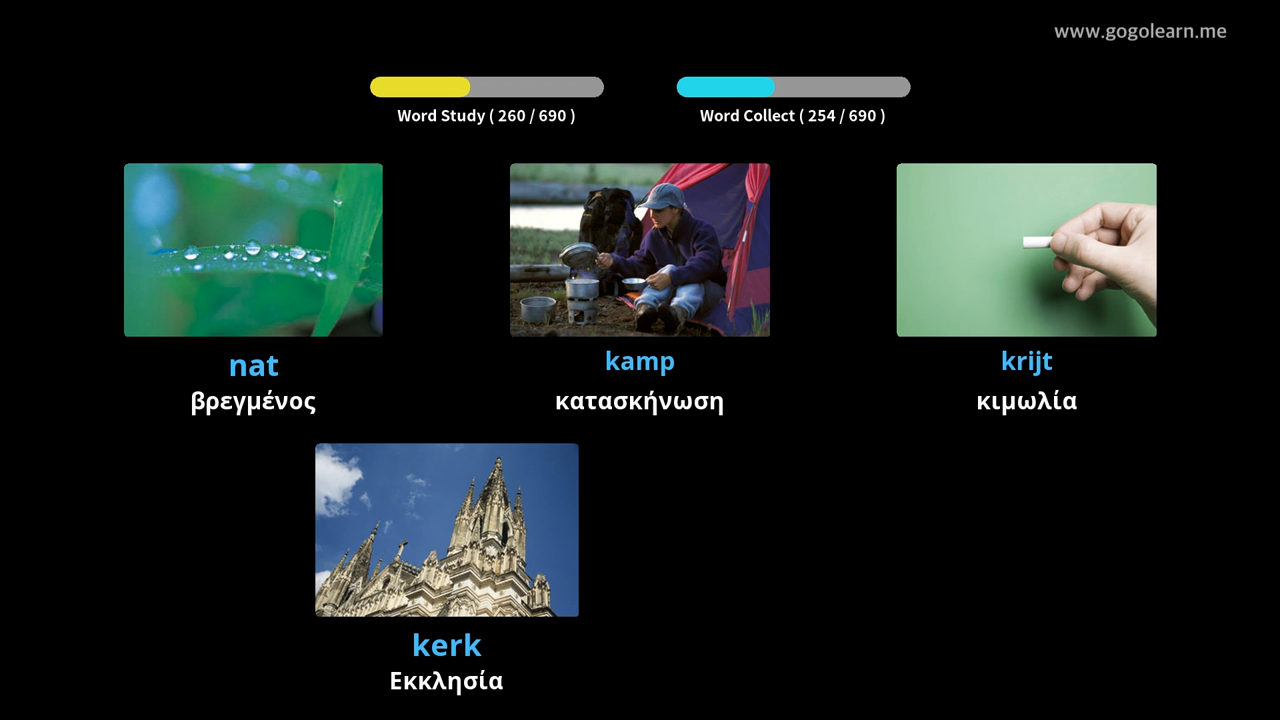 www.gogolearn.me
Word Study ( 260 / 690 )
Word Collect ( 254 / 690 )
nat
βρεγμένος
kamp
κατασκήνωση
krijt
κιμωλία
kerk
Εκκλησία